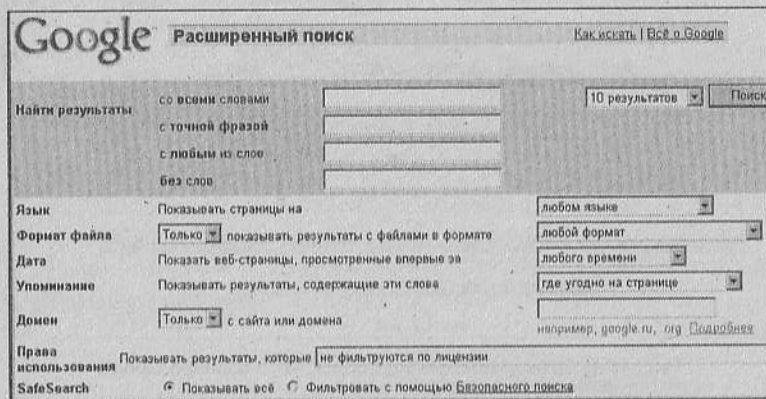 Google Расширенный поиск Как искать | Всё о Google
Найти результаты со всеми словами 10 результатов Поиск
с точной фразой
с любым из слов
без слов
Язык Показывать страницы на любом языке
Формат файла Только показывать результаты с файлами в формате любой формат
Дата Показать веб-страницы, просмотренные впервые за любого времени
Упоминание Показывать результаты, содержащие эти слова где угодно на странице
Домен Только с сайта или домена
например, google.ru, .org Подробнее
Права использования Показывать результаты, которые не фильтруются по лицензии
SafeSearch Показывать всё Фильтровать с помощью Безопасного поиска